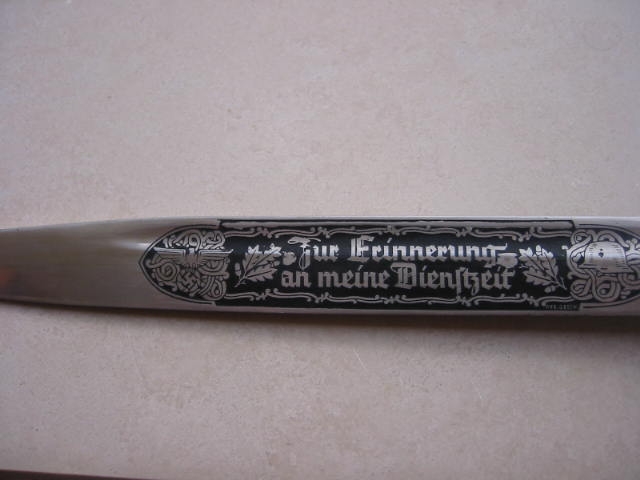 Zur Erinnerung
an meine Dienſtzeit